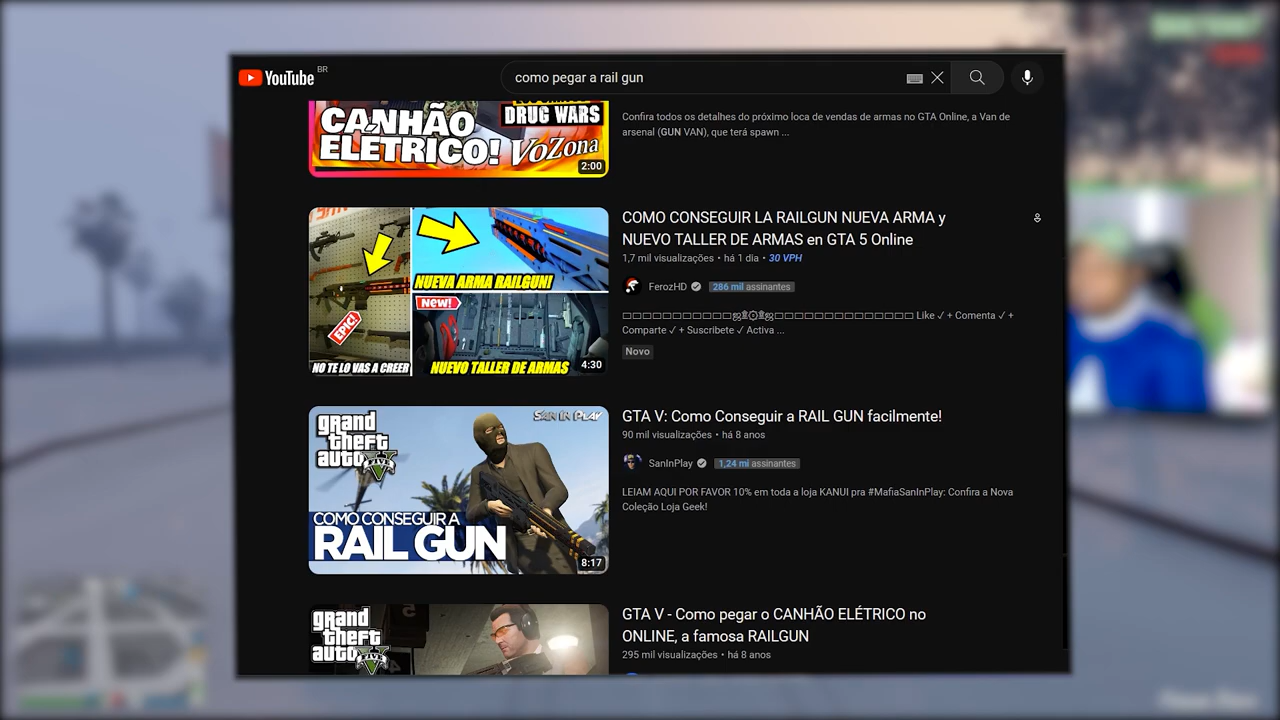 YouTube BR
como pegar a rail gun
DRUG WARS
CANHÃO
ELÉTRICO!
VoZona
2:00
Confira todos os detalhes do próximo loca de vendas de armas no GTA Online, a Van de
arsenal (GUN VAN), que terá spawn ...
NUEVA ARMA RAILGUN!
New!
EPIC!
NO TE LO VAS A CREER
NUEVO TALLER DE ARMAS
4:30
COMO CONSEGUIR LA RAILGUN NUEVA ARMA y
NUEVO TALLER DE ARMAS en GTA 5 Online
1,7 mil visualizações • há 1 dia • 30 VPH
FerozHD
286 mil assinantes
Like ✓ + Comenta ✓ +
Comparte ✓ + Suscribete ✓ Activa ...
Novo
grand
theft
auto V
FIVE
SAN IN PLAY
COMO CONSEGUIR A
RAIL GUN
8:17
GTA V: Como Conseguir a RAIL GUN facilmente!
90 mil visualizações • há 8 anos
SanInPlay
1,24 mi assinantes
LEIAM AQUI POR FAVOR 10% em toda a loja KANUI pra #MafiaSanInPlay: Confira a Nova
Coleção Loja Geek!
grand
theft
auto V
GTA V - Como pegar o CANHÃO ELÉTRICO no
ONLINE, a famosa RAILGUN
295 mil visualizações • há 8 anos